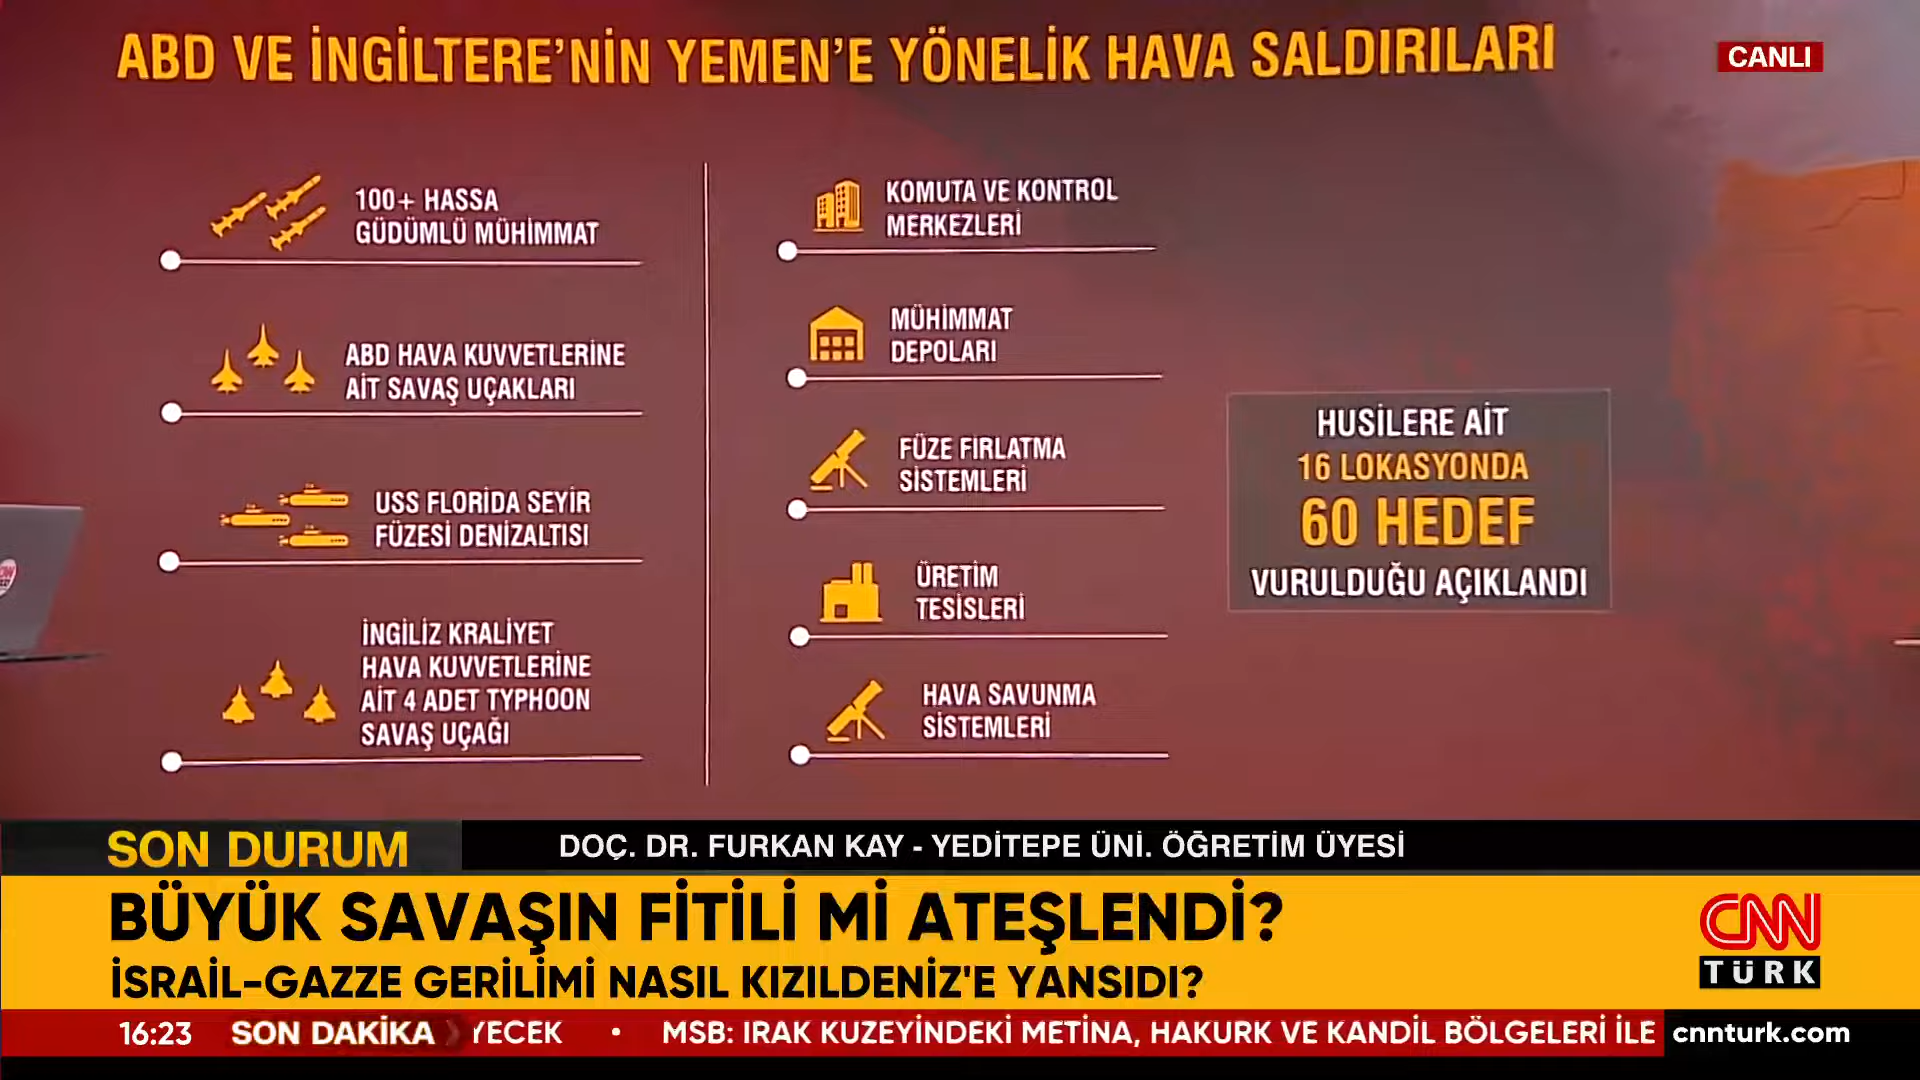 ABD VE İNGİLTERE'NİN YEMEN'E YÖNELİK HAVA SALDIRILARI
CANLI
100+ HASSA
GÜDÜMLÜ MÜHİMMAT
ABD HAVA KUVVETLERİNE
AİT SAVAŞ UÇAKLARI
USS FLORİDA SEYİR
FÜZESİ DENİZALTISI
İNGİLİZ KRALİYET
HAVA KUVVETLERİNE
AİT 4 ADET TYPHOON
SAVAŞ UÇAĞI
KOMUTA VE KONTROL
MERKEZLERİ
MÜHİMMAT
DEPOLARI
FÜZE FIRLATMA
SİSTEMLERİ
ÜRETİM
TESİSLERİ
HAVA SAVUNMA
SİSTEMLERİ
HUSİLERE AİT
16 LOKASYONDA
60 HEDEF
VURULDUĞU AÇIKLANDI
SON DURUM
DOÇ. DR. FURKAN KAY - YEDİTEPE ÜNİ. ÖĞRETİM ÜYESİ
BÜYÜK SAVAŞIN FİTİLİ Mİ ATEŞLENDİ?
İSRAİL-GAZZE GERİLİMİ NASIL KIZILDENİZ'E YANSIDI?
CNN
TÜRK
16:23 SON DAKİKA YECEK • MSB: IRAK KUZEYİNDEKİ METİNA, HAKURK VE KANDİL BÖLGELERİ İLE cnnturk.com